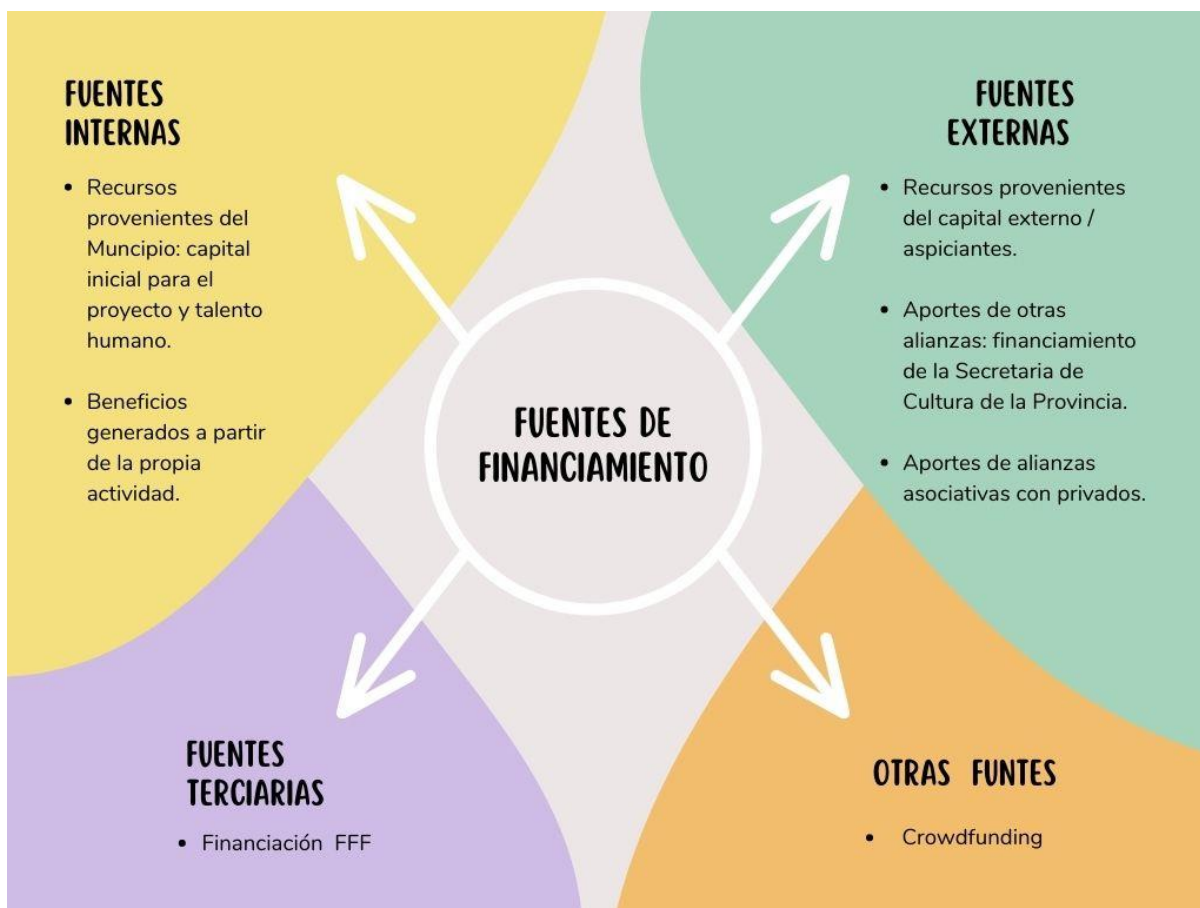 FUENTES
INTERNAS
• Recursos
provenientes del
Muncipio: capital
inicial para el
proyecto y talento
humano.
• Beneficios
generados a partir
de la propia
actividad.
FUENTES
EXTERNAS
• Recursos provenientes
del capital externo /
aspiciantes.
• Aportes de otras
alianzas: financiamiento
de la Secretaria de
Cultura de la Provincia.
• Aportes de alianzas
asociativas con privados.
FUENTES DE
FINANCIAMIENTO
FUENTES
TERCIARIAS
• Financiación FFF
OTRAS FUNTES
• Crowdfunding